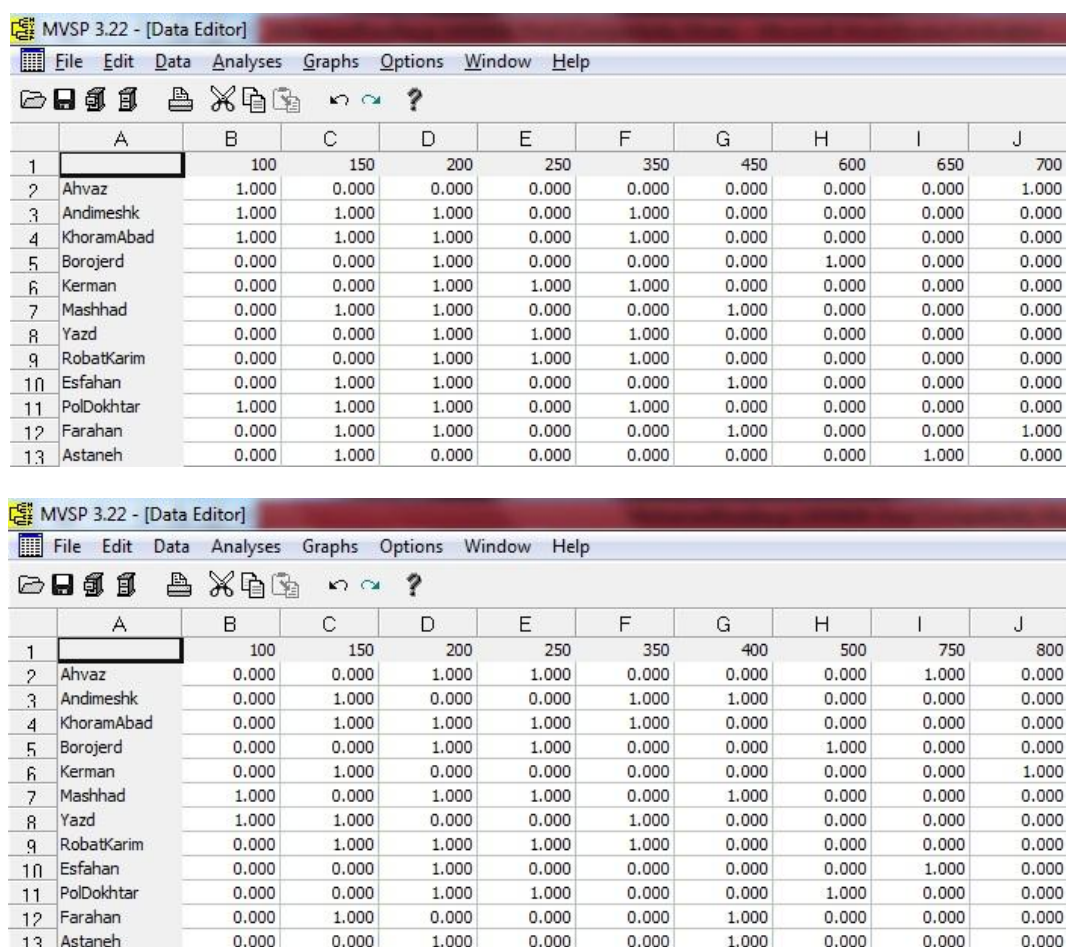 MVSP 3.22 - [Data Editor]
File Edit Data Analyses Graphs Options Window Help
A B C D E F G H I J
1 100 150 200 250 350 450 600 650 700
2 Ahvaz 1.000 0.000 0.000 0.000 0.000 0.000 0.000 0.000 1.000
3 Andimeshk 1.000 1.000 1.000 0.000 1.000 0.000 0.000 0.000 0.000
4 KhoramAbad 1.000 1.000 1.000 0.000 1.000 0.000 0.000 0.000 0.000
5 Borojerd 0.000 0.000 1.000 0.000 0.000 0.000 1.000 0.000 0.000
6 Kerman 0.000 0.000 1.000 1.000 1.000 0.000 0.000 0.000 0.000
7 Mashhad 0.000 1.000 1.000 0.000 0.000 1.000 0.000 0.000 0.000
8 Yazd 0.000 0.000 1.000 1.000 1.000 0.000 0.000 0.000 0.000
9 RobatKarim 0.000 0.000 1.000 1.000 1.000 0.000 0.000 0.000 0.000
10 Esfahan 0.000 1.000 1.000 0.000 0.000 1.000 0.000 0.000 0.000
11 PolDokhtar 1.000 1.000 1.000 0.000 1.000 0.000 0.000 0.000 0.000
12 Farahan 0.000 1.000 1.000 0.000 0.000 1.000 0.000 0.000 1.000
13 Astaneh 0.000 1.000 0.000 0.000 0.000 0.000 0.000 1.000 0.000
MVSP 3.22 - [Data Editor]
File Edit Data Analyses Graphs Options Window Help
A B C D E F G H I J
1 100 150 200 250 350 400 500 750 800
2 Ahvaz 0.000 0.000 1.000 1.000 0.000 0.000 0.000 1.000 0.000
3 Andimeshk 0.000 1.000 0.000 0.000 1.000 1.000 0.000 0.000 0.000
4 KhoramAbad 0.000 1.000 1.000 1.000 1.000 0.000 0.000 0.000 0.000
5 Borojerd 0.000 0.000 1.000 1.000 0.000 0.000 1.000 0.000 0.000
6 Kerman 0.000 1.000 0.000 0.000 0.000 0.000 0.000 0.000 1.000
7 Mashhad 1.000 0.000 1.000 1.000 0.000 1.000 0.000 0.000 0.000
8 Yazd 1.000 1.000 0.000 0.000 1.000 0.000 0.000 0.000 0.000
9 RobatKarim 0.000 1.000 1.000 1.000 1.000 0.000 0.000 0.000 0.000
10 Esfahan 0.000 0.000 1.000 0.000 0.000 0.000 0.000 1.000 0.000
11 PolDokhtar 0.000 0.000 1.000 1.000 0.000 0.000 1.000 0.000 0.000
12 Farahan 0.000 1.000 0.000 0.000 0.000 1.000 0.000 0.000 0.000
13 Astaneh 0.000 0.000 1.000 0.000 0.000 1.000 0.000 0.000 0.000